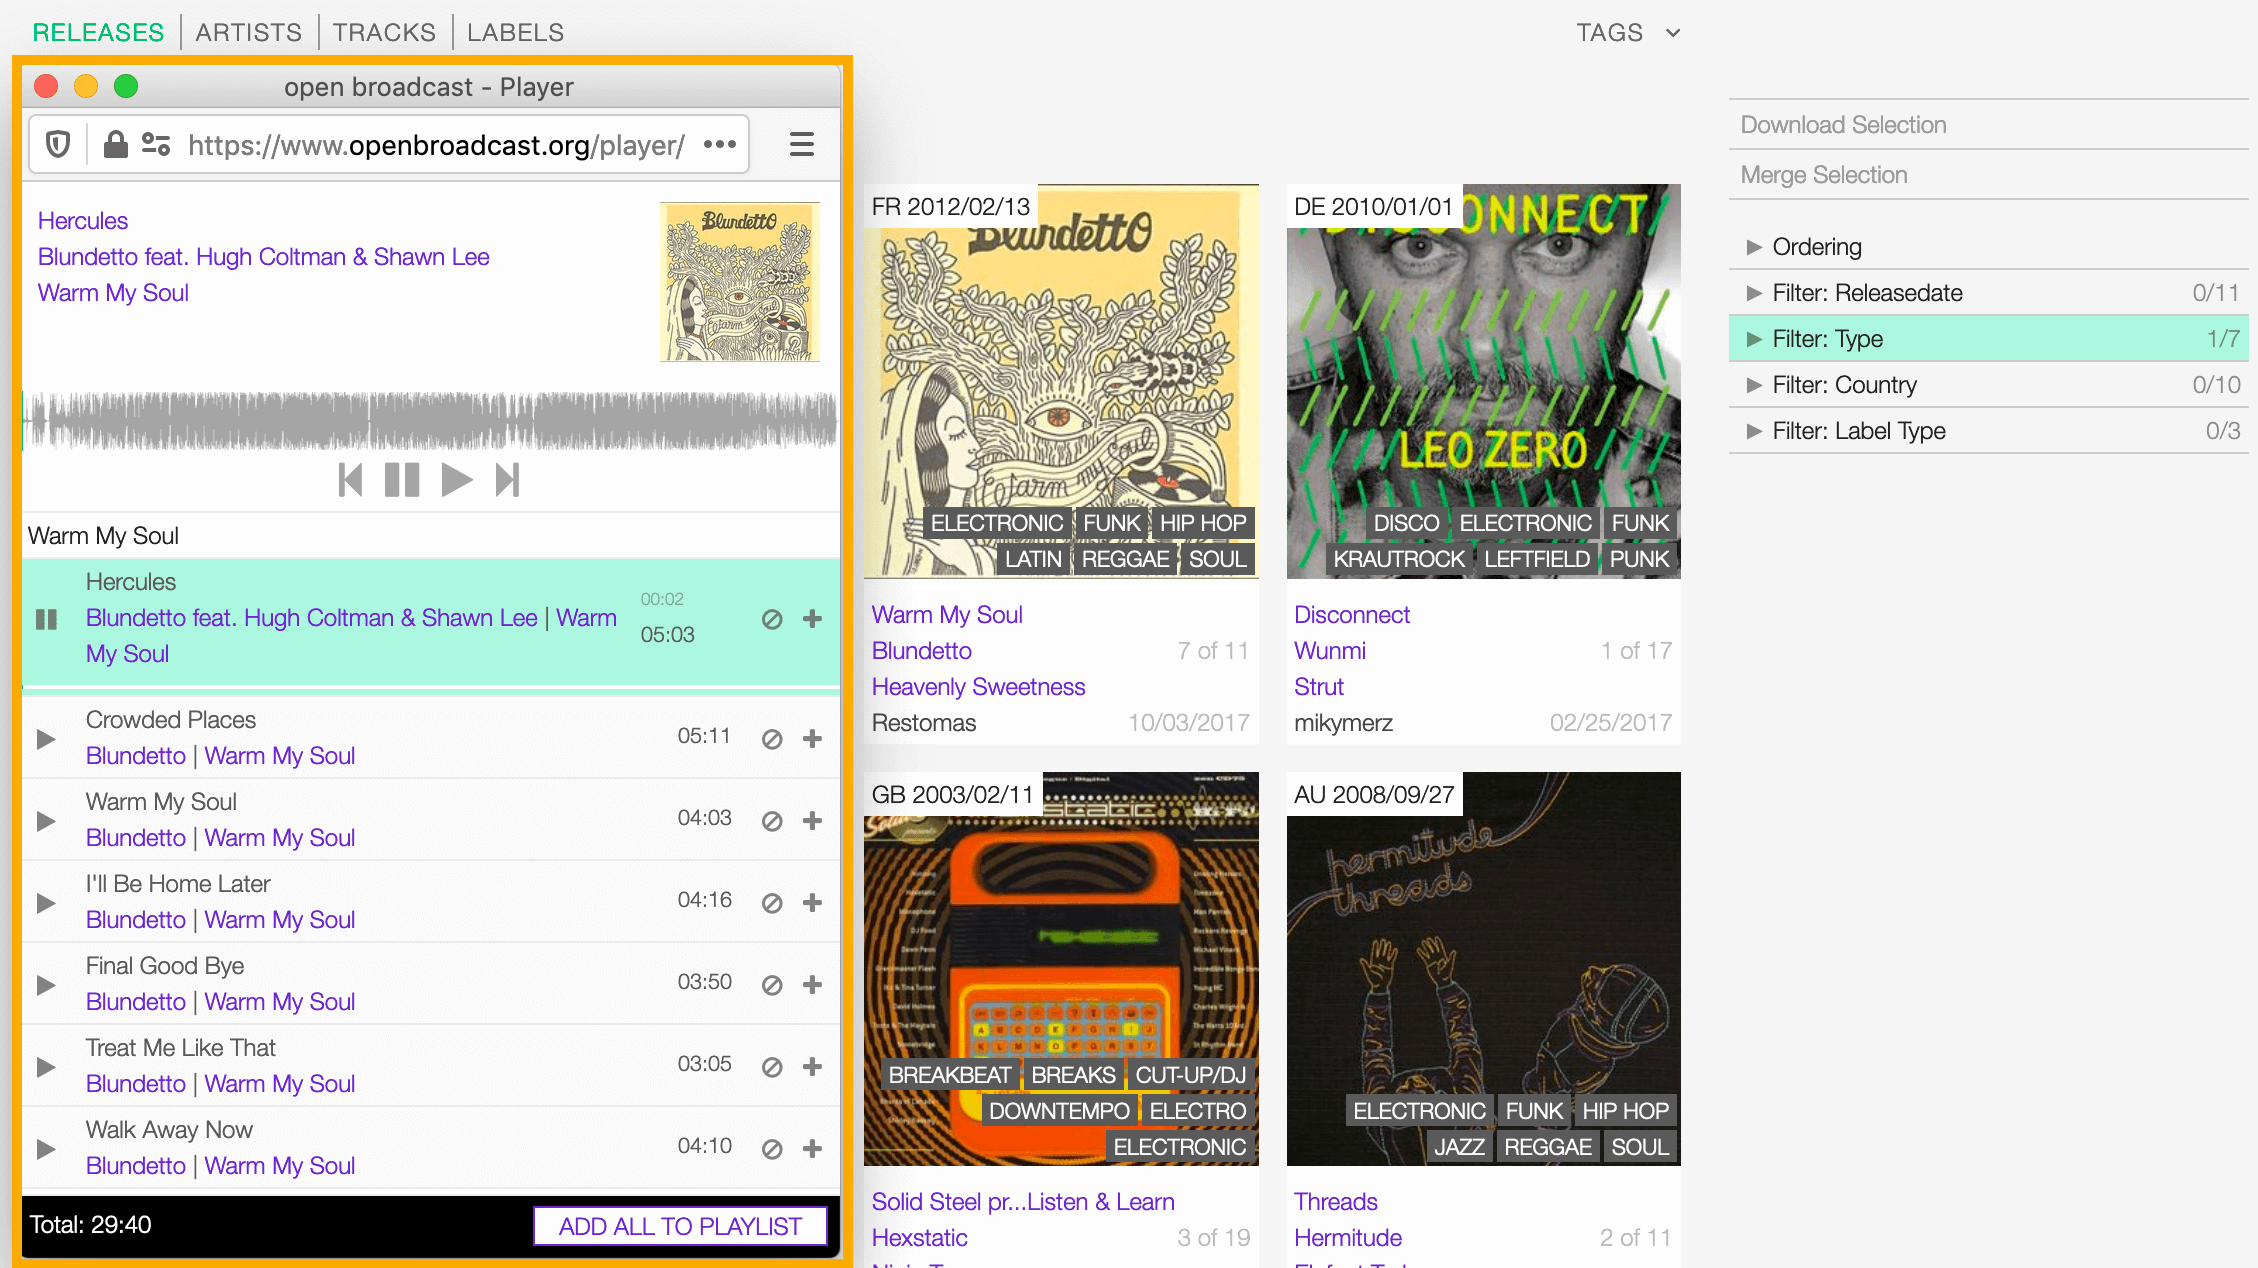 RELEASES
ARTISTS
TRACKS
LABELS
TAGS
open broadcast - Player
https://www.openbroadcast.org/player/
Hercules
Blundetto feat. Hugh Coltman & Shawn Lee
Warm My Soul
Blundetto
Warm My Soul
Warm My Soul
Hercules
Blundetto feat. Hugh Coltman & Shawn Lee | Warm
My Soul
00:02
05:03
Crowded Places
Blundetto | Warm My Soul
05:11
Warm My Soul
Blundetto | Warm My Soul
04:03
I'll Be Home Later
Blundetto | Warm My Soul
04:16
Final Good Bye
Blundetto | Warm My Soul
03:50
Treat Me Like That
Blundetto | Warm My Soul
03:05
Walk Away Now
Blundetto | Warm My Soul
04:10
Total: 29:40
ADD ALL TO PLAYLIST
FR 2012/02/13
Blundetto
Warm my Soul
ELECTRONIC FUNK HIP HOP
LATIN REGGAE SOUL
Warm My Soul
Blundetto 7 of 11
Heavenly Sweetness
Restomas 10/03/2017
DE 2010/01/01
LEO ZERO
DISCO ELECTRONIC FUNK
KRAUTROCK LEFTFIELD PUNK
Disconnect
Wunmi 1 of 17
Strut
mikymerz 02/25/2017
GB 2003/02/11
BREAKBEAT BREAKS CUT-UP/DJ
DOWNTEMPO ELECTRO
ELECTRONIC
Solid Steel pr...Listen & Learn
Hexstatic 3 of 19
AU 2008/09/27
hermitude
threads
ELECTRONIC FUNK HIP HOP
JAZZ REGGAE SOUL
Threads
Hermitude 2 of 11
Download Selection
Merge Selection
Ordering
Filter: Releasedate 0/11
Filter: Type 1/7
Filter: Country 0/10
Filter: Label Type 0/3